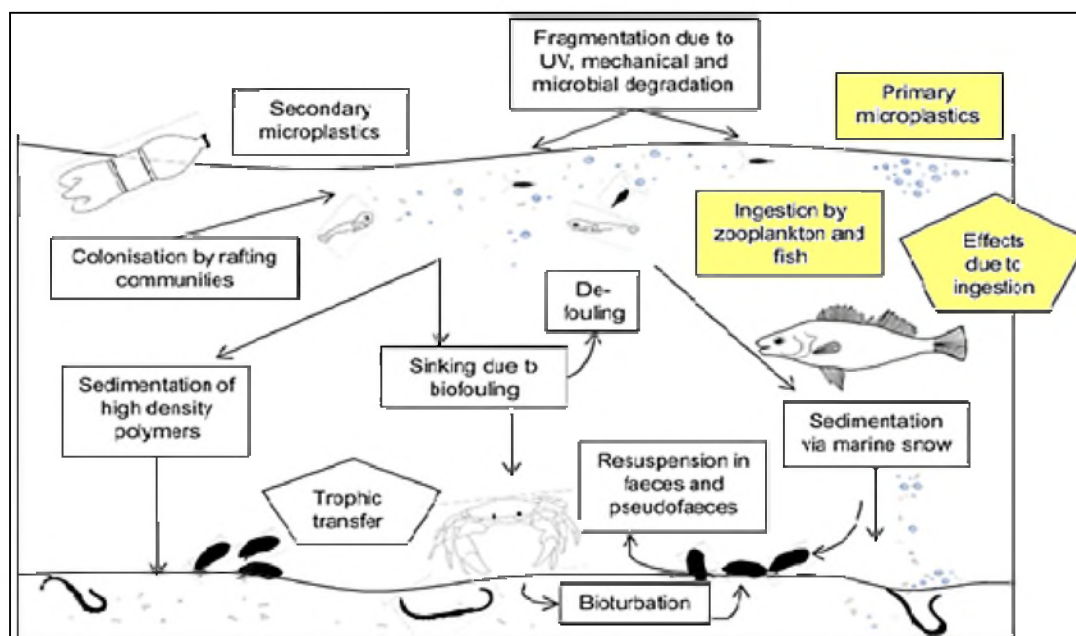 Fragmentation due to
UV, mechanical and
microbial degradation
Secondary
microplastics
Primary
microplastics
Colonisation by rafting
communities
Ingestion by
zooplankton and
fish
Effects
due to
ingestion
De-
fouling
Sinking due to
biofouling
Sedimentation of
high density
polymers
Sedimentation
via marine snow
Resuspension in
faeces and
pseudofaeces
Trophic
transfer
Bioturbation